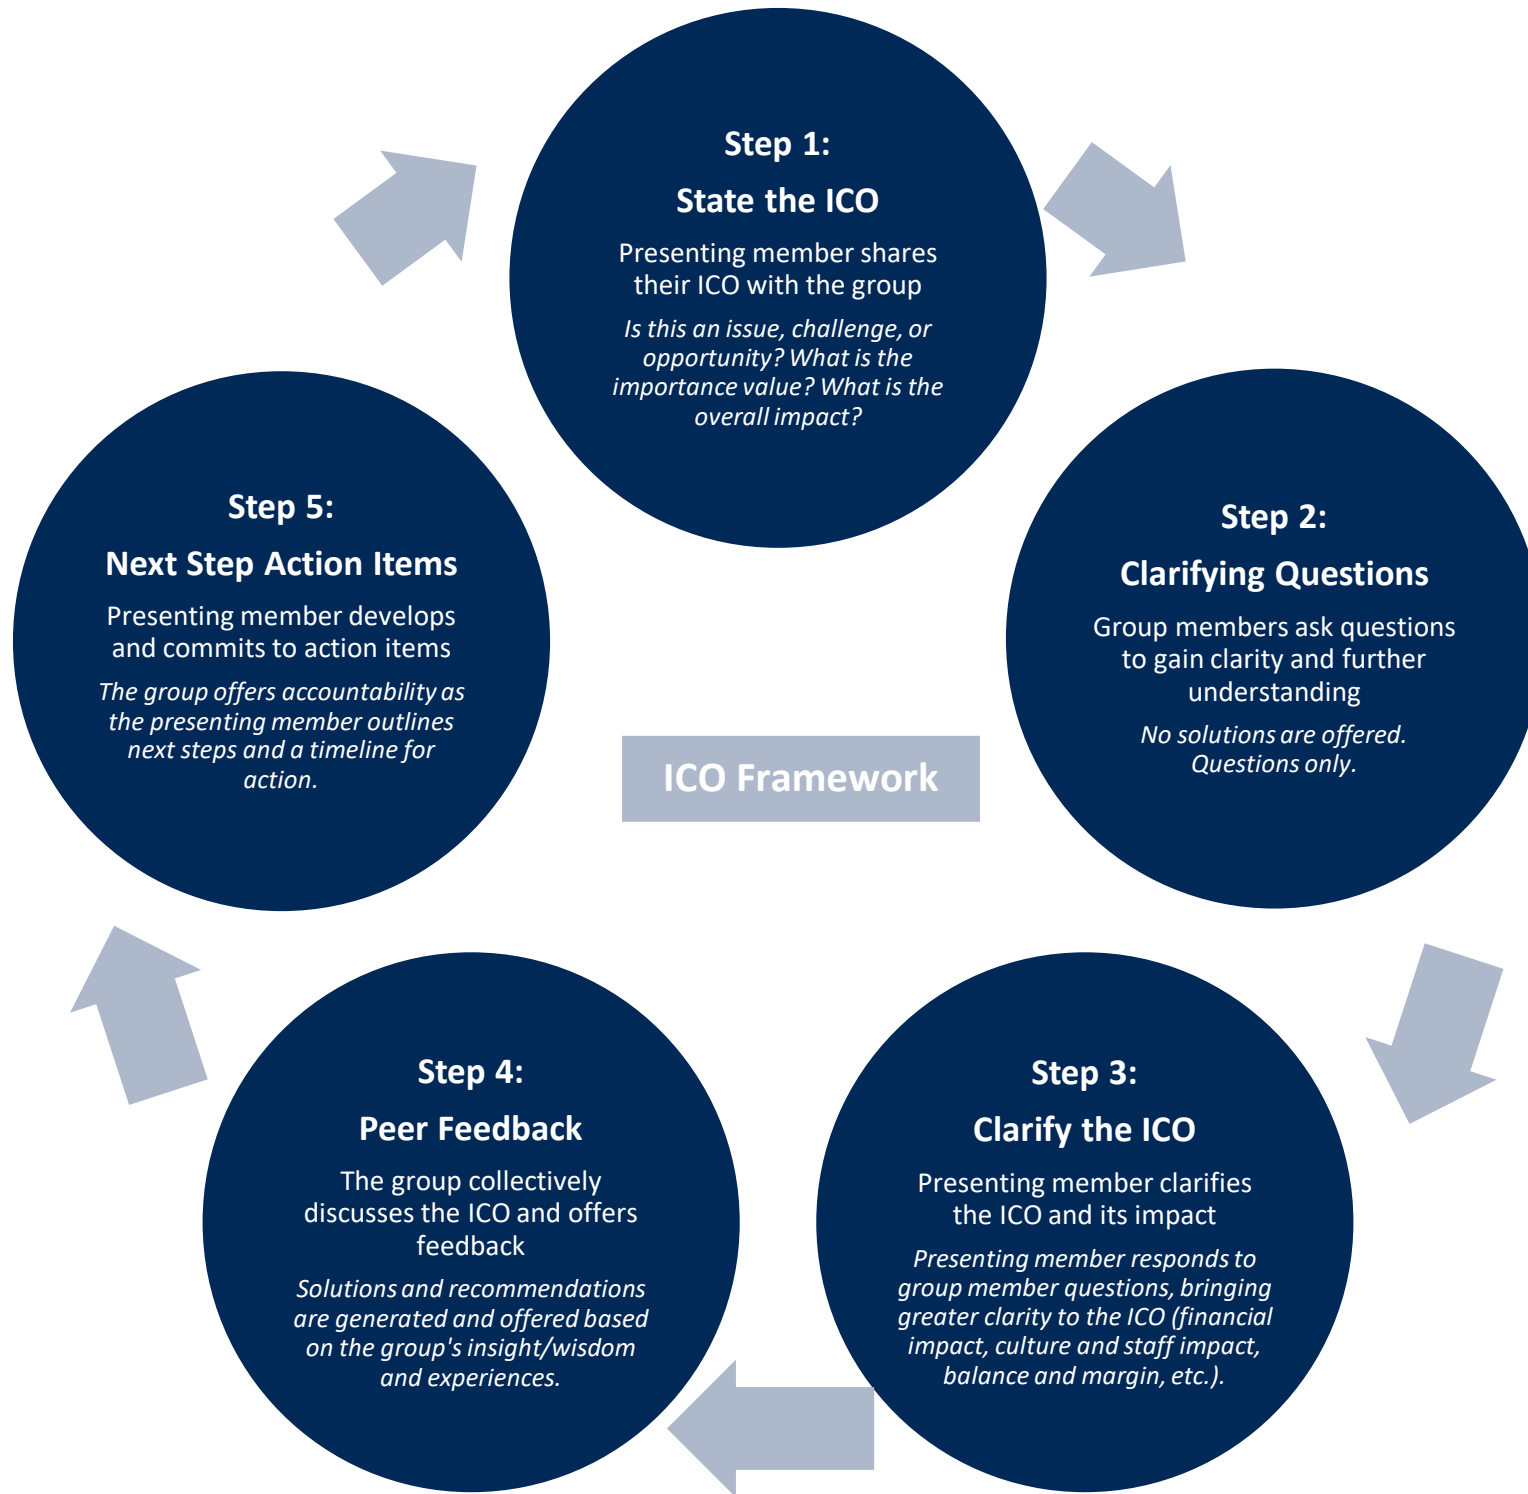 Step 1:
State the ICO
Presenting member shares
their ICO with the group
Is this an issue, challenge, or
opportunity? What is the
importance value? What is the
overall impact?
Step 2:
Clarifying Questions
Group members ask questions
to gain clarity and further
understanding
No solutions are offered.
Questions only.
Step 3:
Clarify the ICO
Presenting member clarifies
the ICO and its impact
Presenting member responds to
group member questions, bringing
greater clarity to the ICO (financial
impact, culture and staff impact,
balance and margin, etc.).
Step 4:
Peer Feedback
The group collectively
discusses the ICO and offers
feedback
Solutions and recommendations
are generated and offered based
on the group's insight/wisdom
and experiences.
Step 5:
Next Step Action Items
Presenting member develops
and commits to action items
The group offers accountability as
the presenting member outlines
next steps and a timeline for
action.
ICO Framework